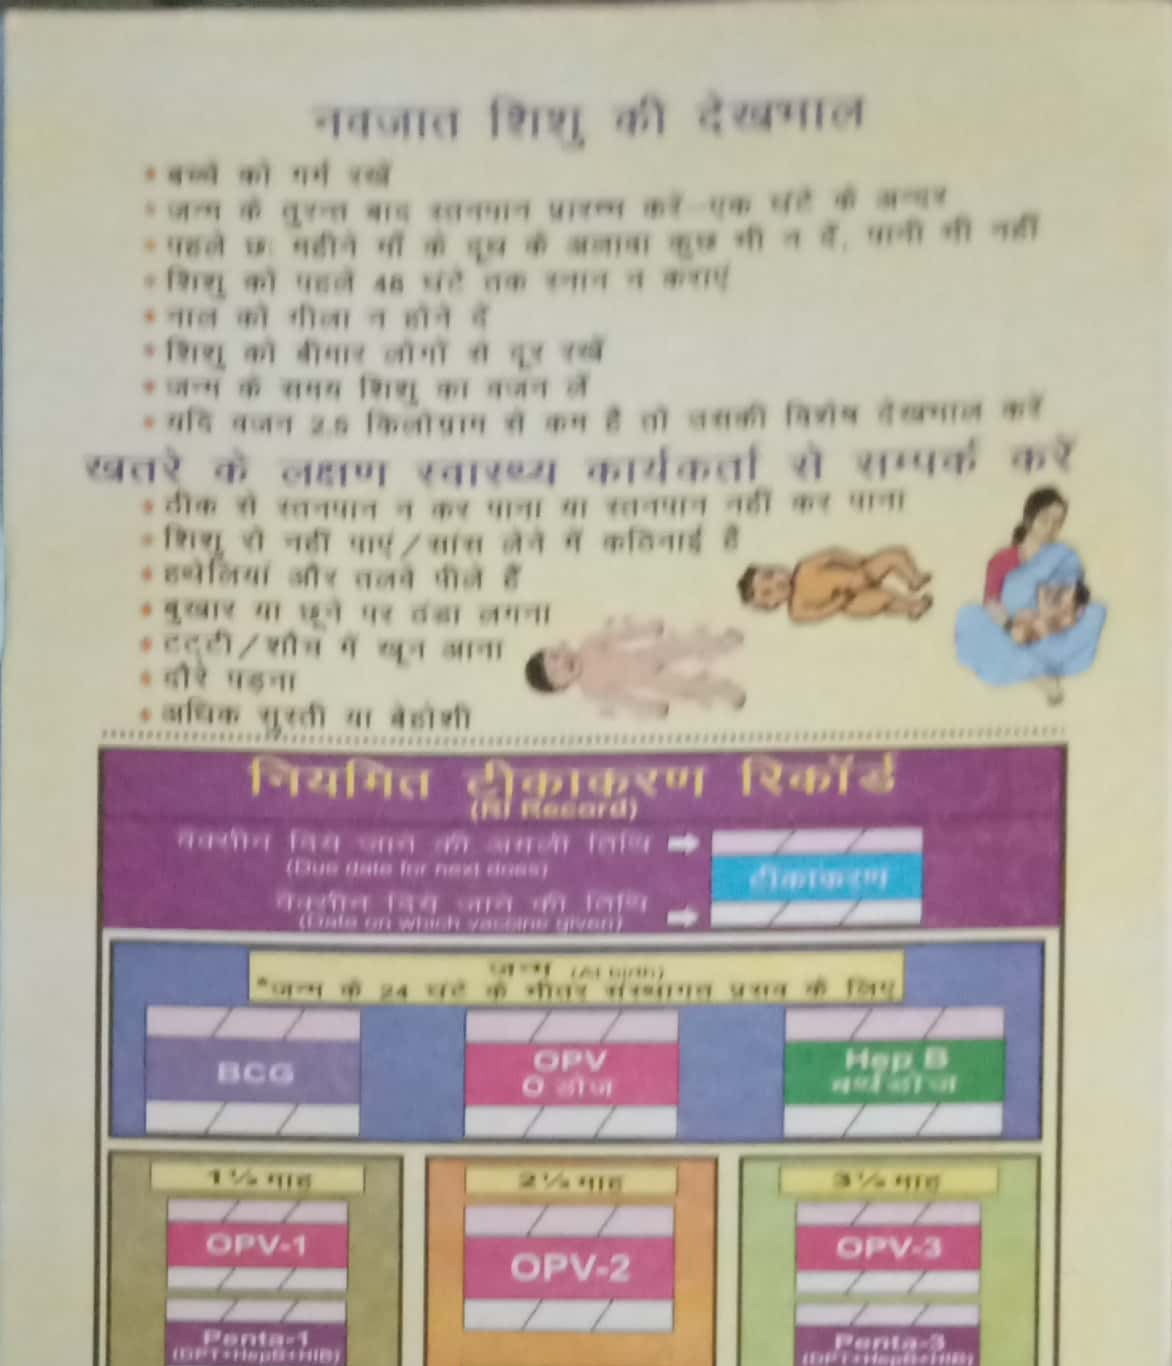 नवजात शिशु की देखभाल
• बच्चे को गर्म रखें
• जन्म के तुरन्त बाद स्तनपान प्रारम्भ करें-एक घंटे के अन्दर
• पहले छः महीने माँ के दूध के अलावा कुछ भी न दें, पानी भी नहीं
• शिशु को पहले 48 घंटे तक स्नान न कराएं
• नाल को गीला न होने दें
• शिशु को बीमार लोगों से दूर रखें
• जन्म के समय शिशु का वजन लें
• यदि वजन 2.5 किलोग्राम से कम है तो उसकी विशेष देखभाल करें
खतरे के लक्षण स्वास्थ्य कार्यकर्ता से सम्पर्क करें
• ठीक से स्तनपान न कर पाना या स्तनपान नहीं कर पाना
• शिशु रो नहीं पाएं/सांस लेने में कठिनाई है
• हथेलियां और तलवे पीले हैं
• बुखार या छूने पर ठंडा लगना
• टट्टी/शौच में खून आना
• दौरे पड़ना
• अधिक सुस्ती या बेहोशी
नियमित टीकाकरण रिकॉर्ड
(RI Record)
वैक्सीन दिये जाने की अगली तिथि
(Due date for next dose)
टीकाकरण
वैक्सीन दिये जाने की तिथि
(Date on which vaccine given)
जन्म (At birth)
*जन्म के 24 घंटे के भीतर संस्थागत प्रसव के लिए
BCG
OPV
0 डोज
Hep B
बर्थ डोज
1½ माह
2½ माह
3½ माह
OPV-1
OPV-2
OPV-3
Penta-1
(DPT+HepB+HIB)
Penta-3
(DPT+HepB+HIB)